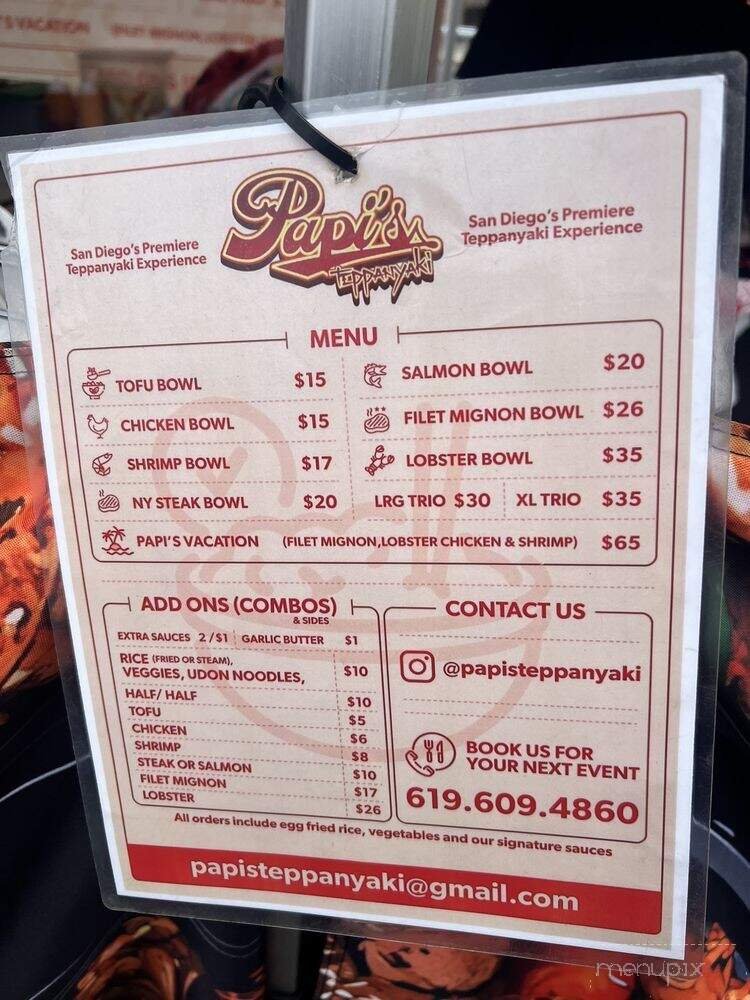 'S VACATION
San Diego's Premiere
Teppanyaki Experience
Papi's
TEPPANYAKI
San Diego's Premiere
Teppanyaki Experience
MENU
TOFU BOWL $15
CHICKEN BOWL $15
SHRIMP BOWL $17
NY STEAK BOWL $20
SALMON BOWL $20
FILET MIGNON BOWL $26
LOBSTER BOWL $35
LRG TRIO $30 XL TRIO $35
PAPI'S VACATION (FILET MIGNON,LOBSTER CHICKEN & SHRIMP) $65
ADD ONS (COMBOS)
& SIDES
EXTRA SAUCES 2/$1 GARLIC BUTTER $1
RICE (FRIED OR STEAM),
VEGGIES, UDON NOODLES, $10
HALF/ HALF $10
TOFU $5
CHICKEN $6
SHRIMP $8
STEAK OR SALMON $10
FILET MIGNON $17
LOBSTER $26
CONTACT US
@papisteppanyaki
BOOK US FOR
YOUR NEXT EVENT
619.609.4860
All orders include egg fried rice, vegetables and our signature sauces
papisteppanyaki@gmail.com
menupix